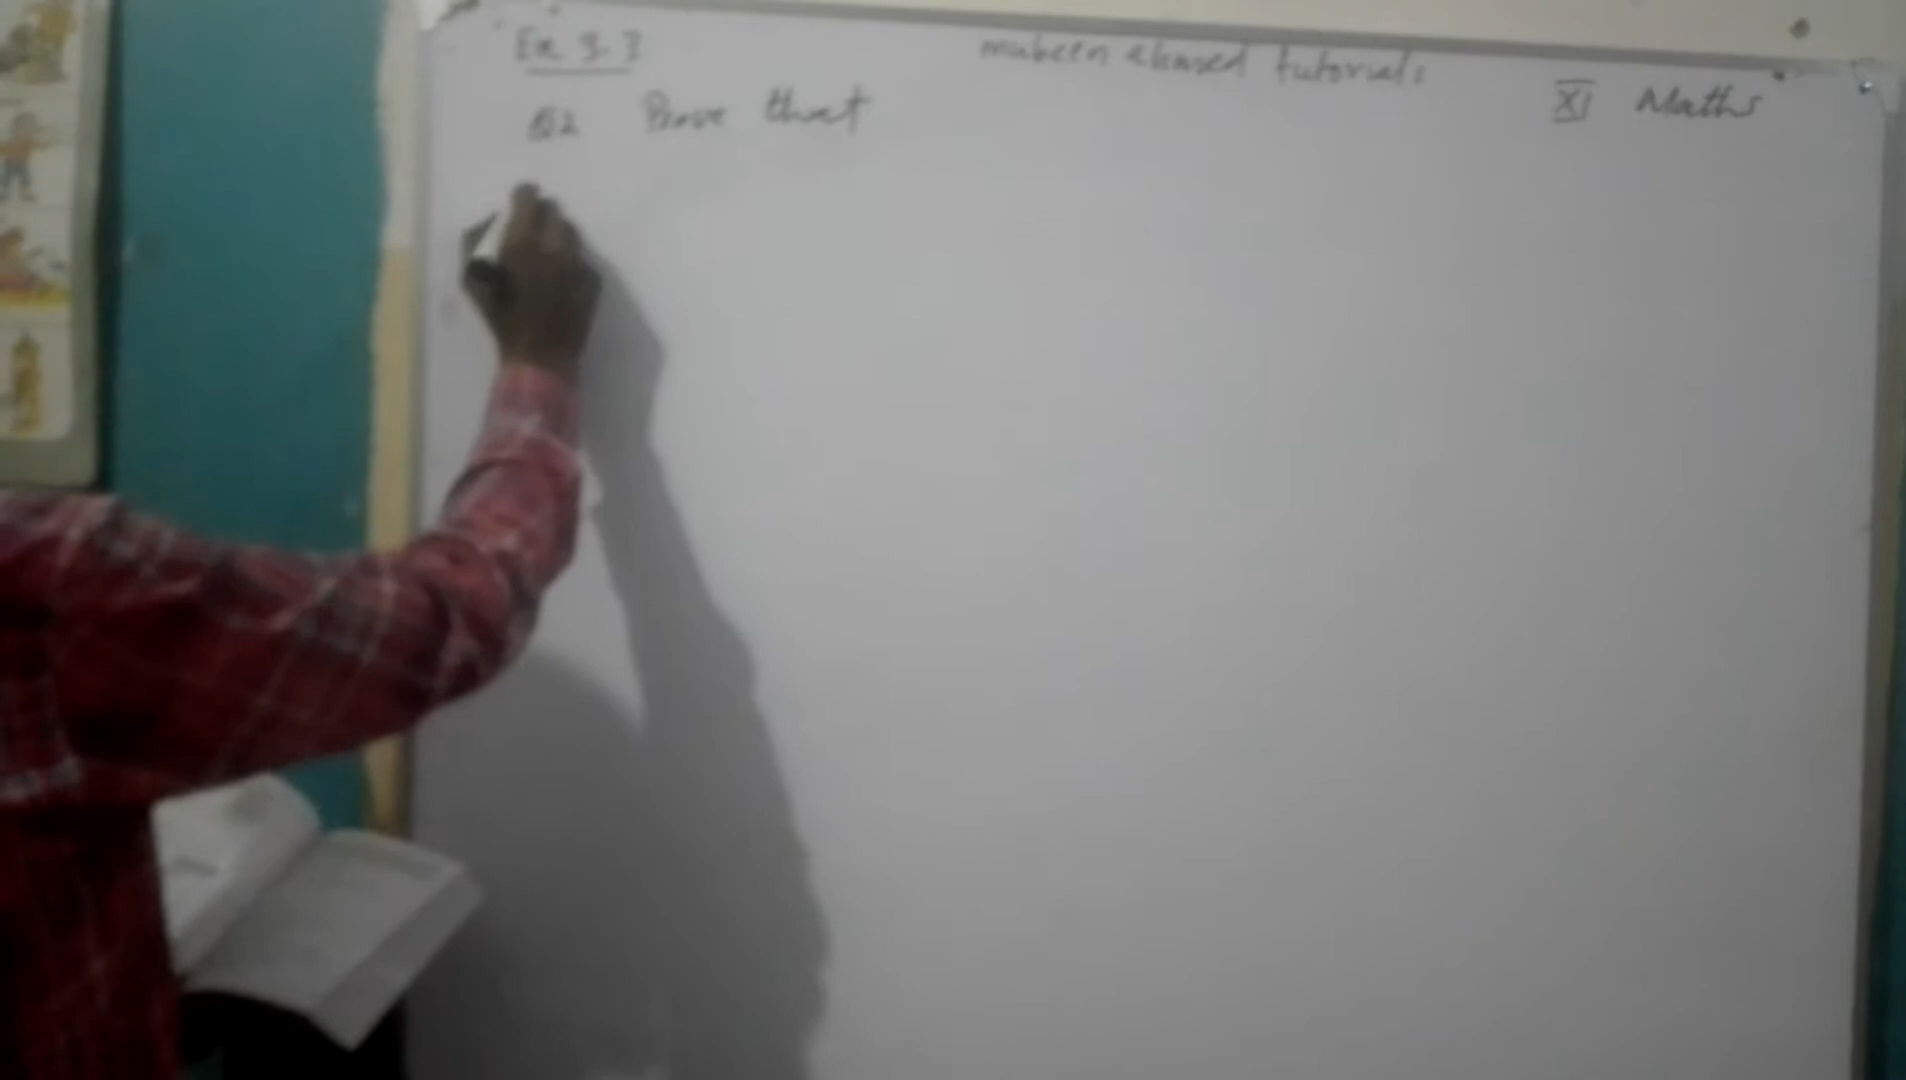 Ex 3.3
mubeen ahmed tutorials
XI Maths
Q2 Prove that